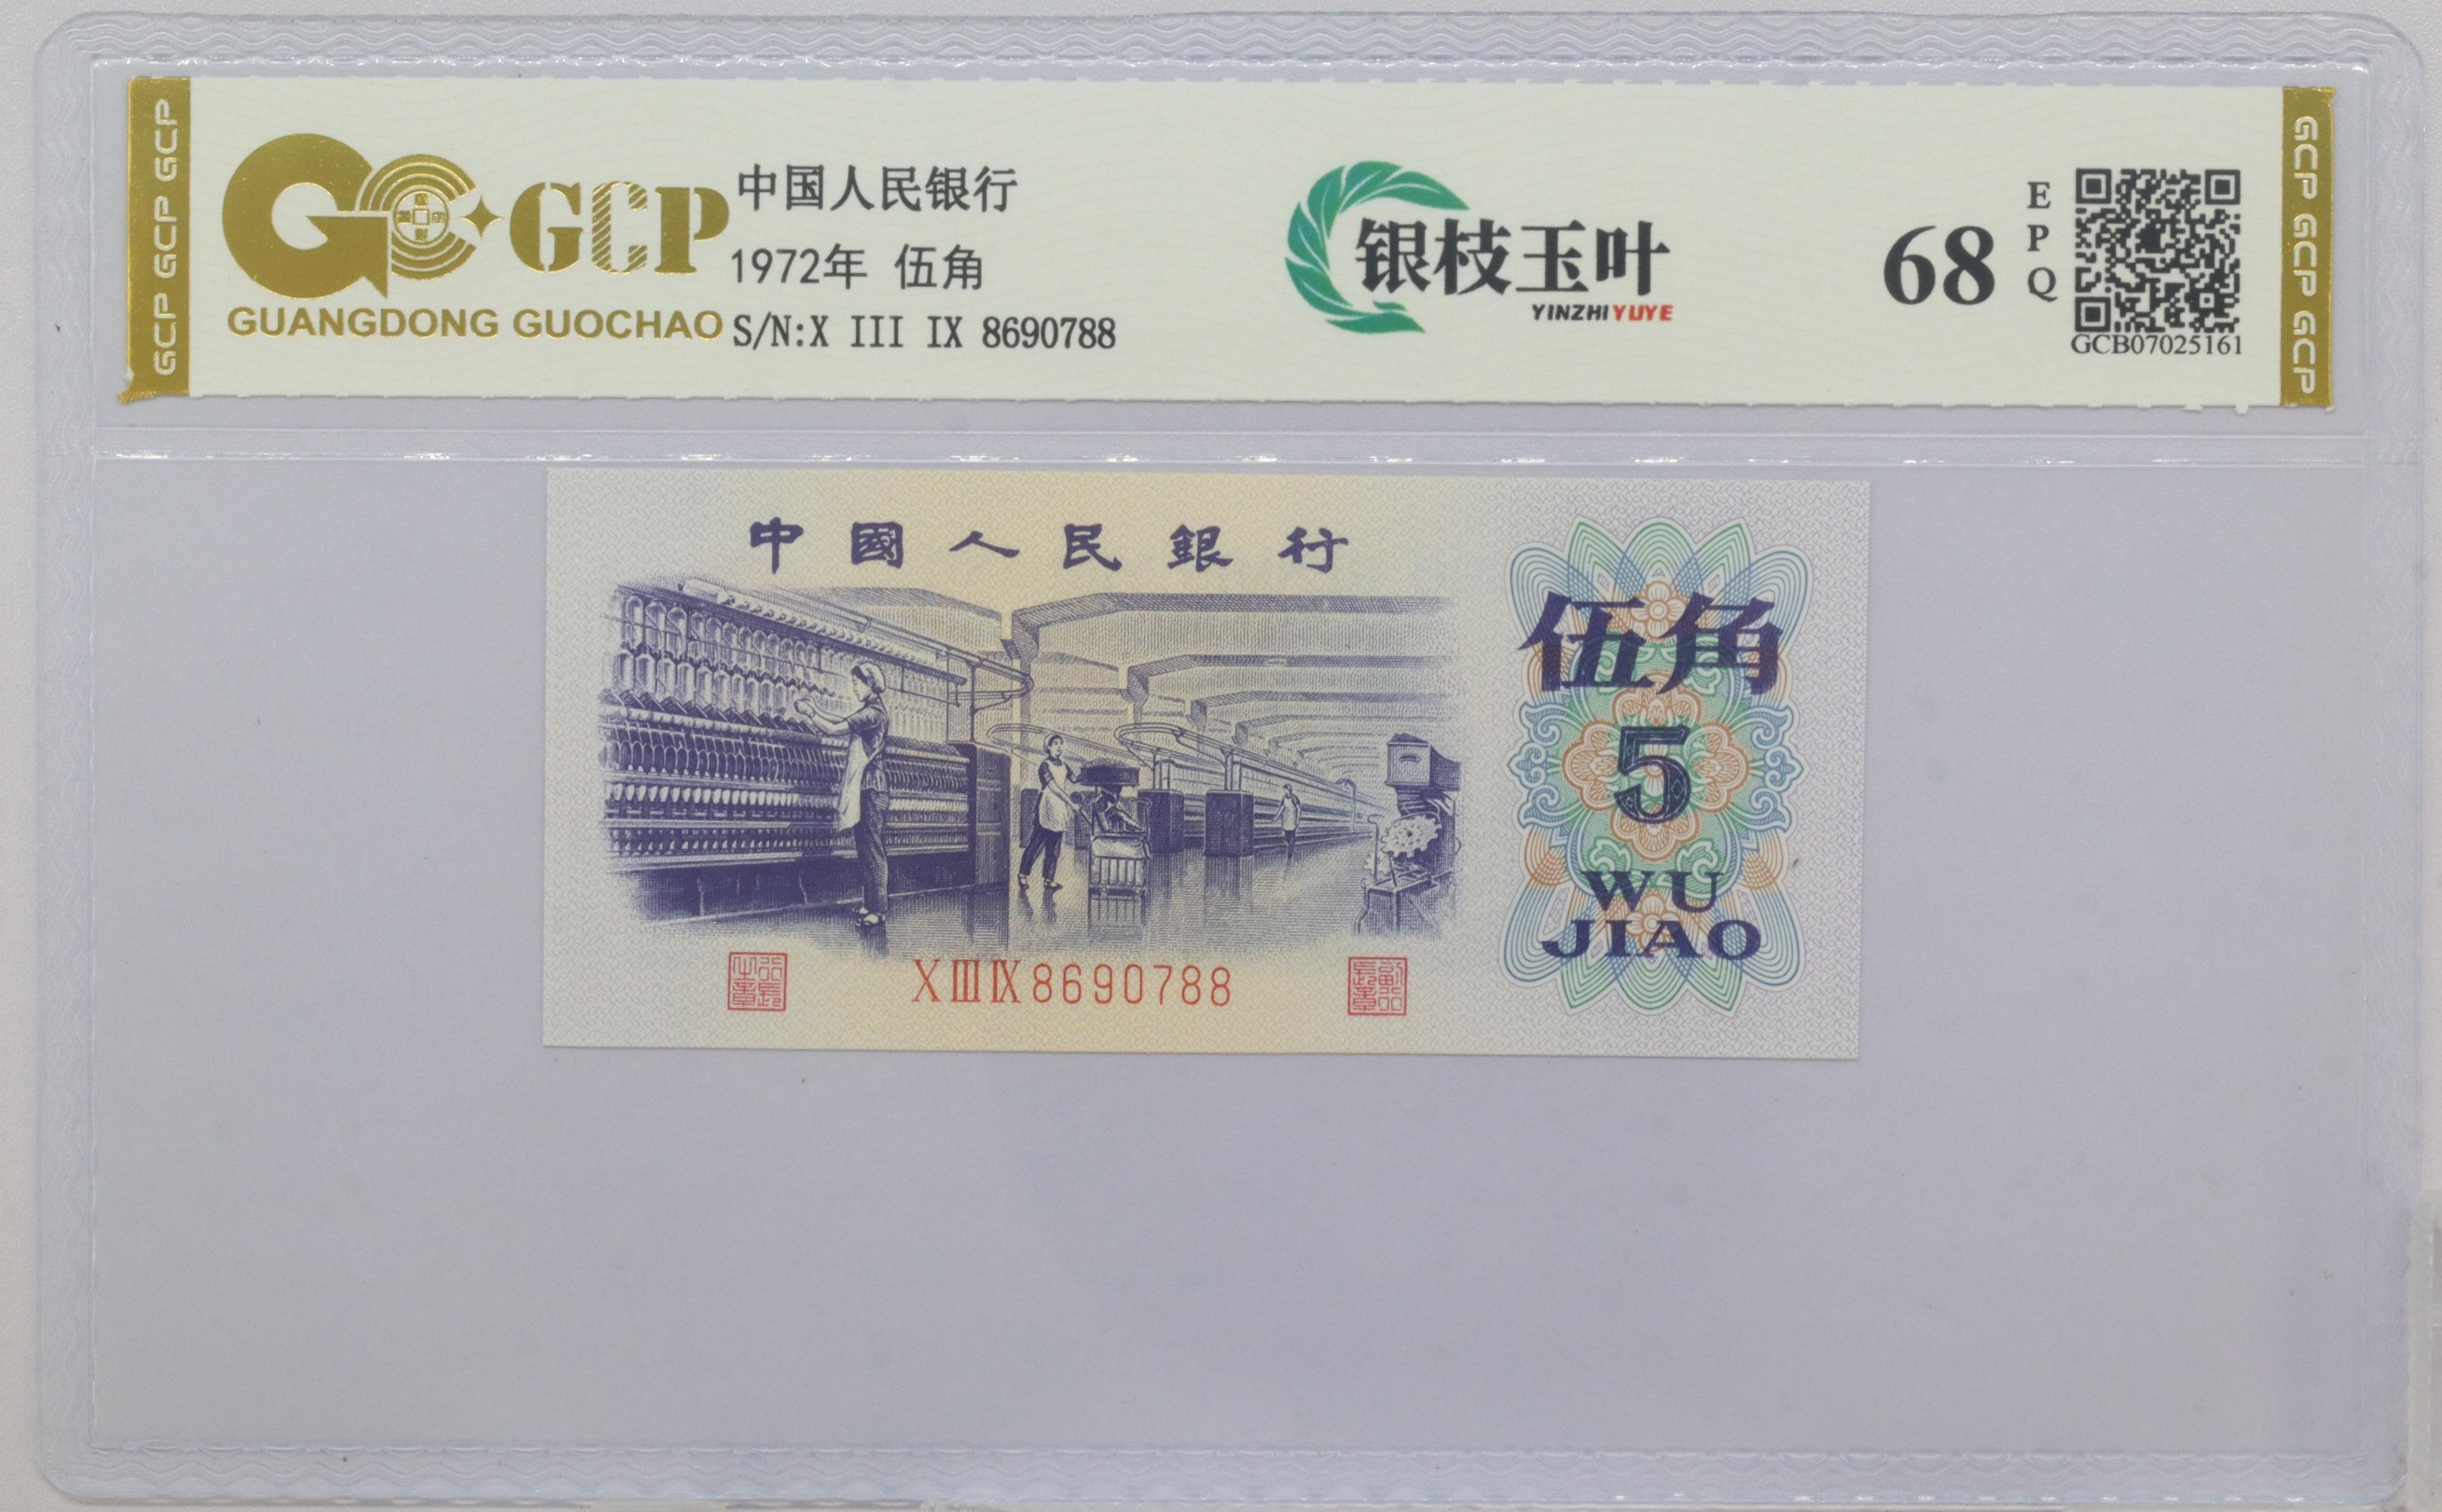 GCP GCP GCP
GCP
GUANGDONG GUOCHAO
中国人民银行
1972年 伍角
S/N:X III IX 8690788
银枝玉叶
YINZHIYUYE
68
EPQ
GCB07025161
GCP GCP GCP
中國人民銀行
伍角
5
WU
JIAO
X III IX 8690788